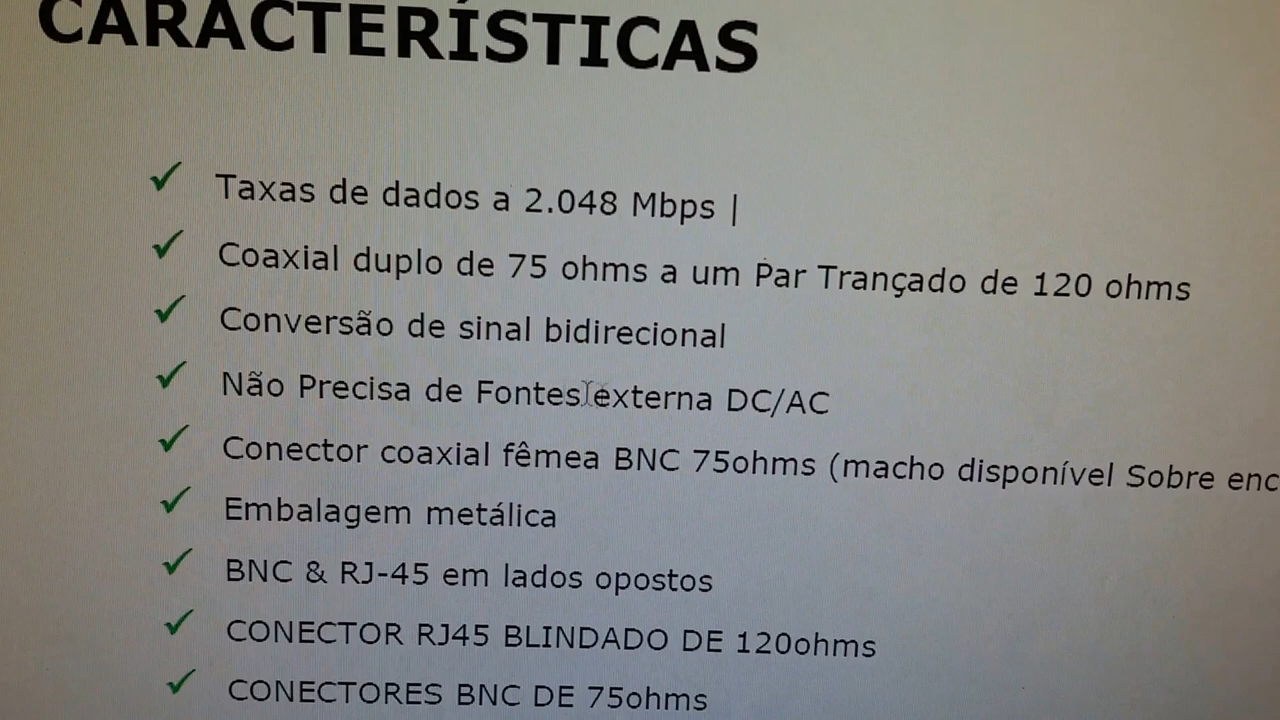 CARACTERÍSTICAS
✓ Taxas de dados a 2.048 Mbps |
✓ Coaxial duplo de 75 ohms a um Par Trançado de 120 ohms
✓ Conversão de sinal bidirecional
✓ Não Precisa de Fontes externa DC/AC
✓ Conector coaxial fêmea BNC 75ohms (macho disponível Sobre enc
✓ Embalagem metálica
✓ BNC & RJ-45 em lados opostos
✓ CONECTOR RJ45 BLINDADO DE 120ohms
✓ CONECTORES BNC DE 75ohms